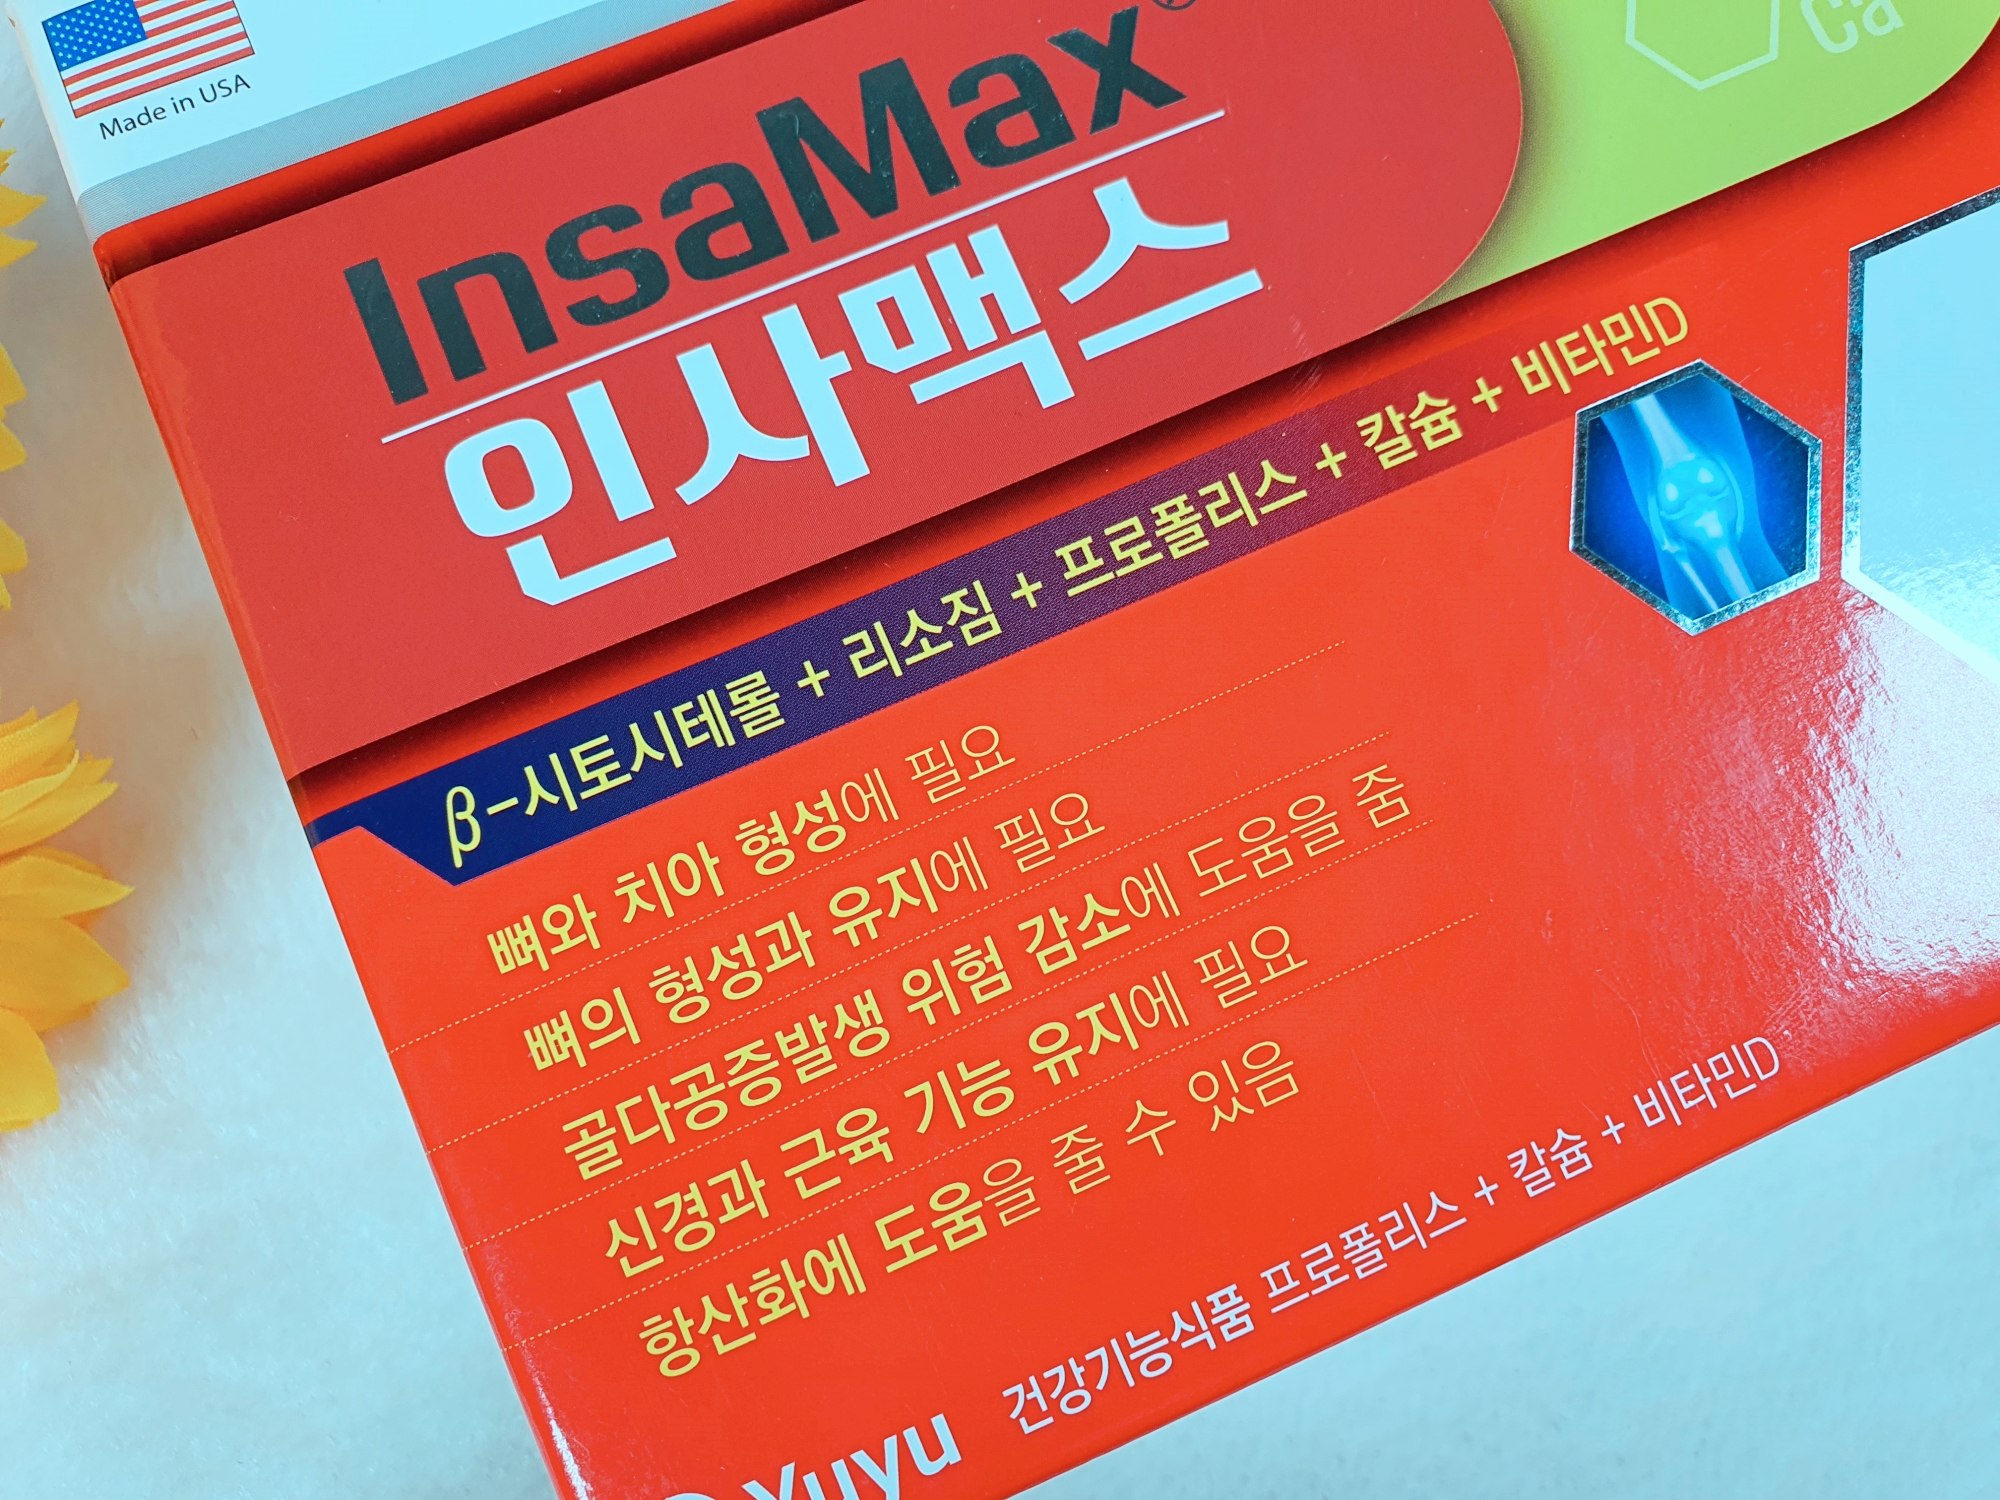 Made in USA
Ca
InsaMax®
인사맥스
β-시토시테롤 + 리소짐 + 프로폴리스 + 칼슘 + 비타민D
뼈와 치아 형성에 필요
뼈의 형성과 유지에 필요
골다공증발생 위험 감소에 도움을 줌
신경과 근육 기능 유지에 필요
항산화에 도움을 줄 수 있음
건강기능식품 프로폴리스 + 칼슘 + 비타민D
Yuyu